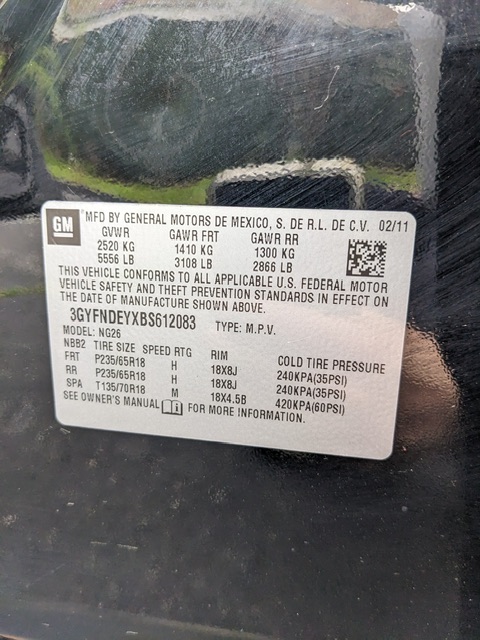 GM
MFD BY GENERAL MOTORS DE MEXICO, S. DE R.L. DE C.V. 02/11
GVWR GAWR FRT GAWR RR
2520 KG 1410 KG 1300 KG
5556 LB 3108 LB 2866 LB
THIS VEHICLE CONFORMS TO ALL APPLICABLE U.S. FEDERAL MOTOR
VEHICLE SAFETY AND THEFT PREVENTION STANDARDS IN EFFECT ON
THE DATE OF MANUFACTURE SHOWN ABOVE.
3GYFNDEYXBS612083 TYPE: M.P.V.
MODEL: NG26
NBB2 TIRE SIZE SPEED RTG RIM COLD TIRE PRESSURE
FRT P235/65R18 H 18X8J 240KPA(35PSI)
RR P235/65R18 H 18X8J 240KPA(35PSI)
SPA T135/70R18 M 18X4.5B 420KPA(60PSI)
SEE OWNER'S MANUAL FOR MORE INFORMATION.